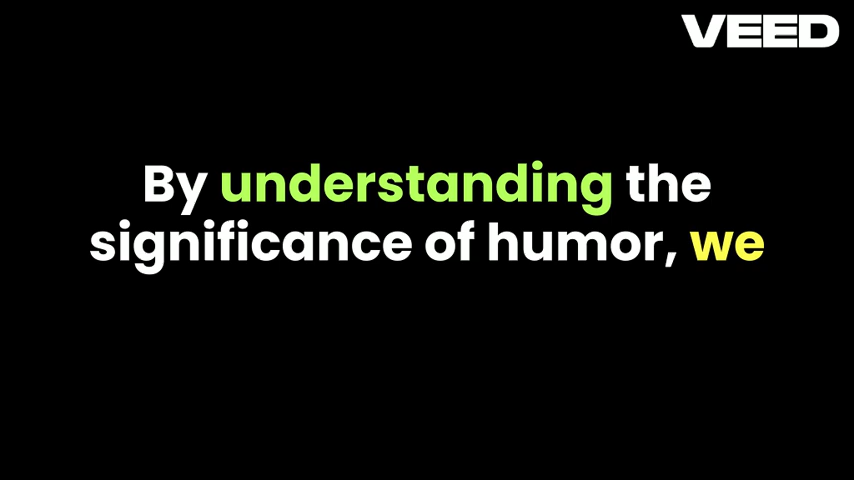 VEED
By understanding the
significance of humor, we